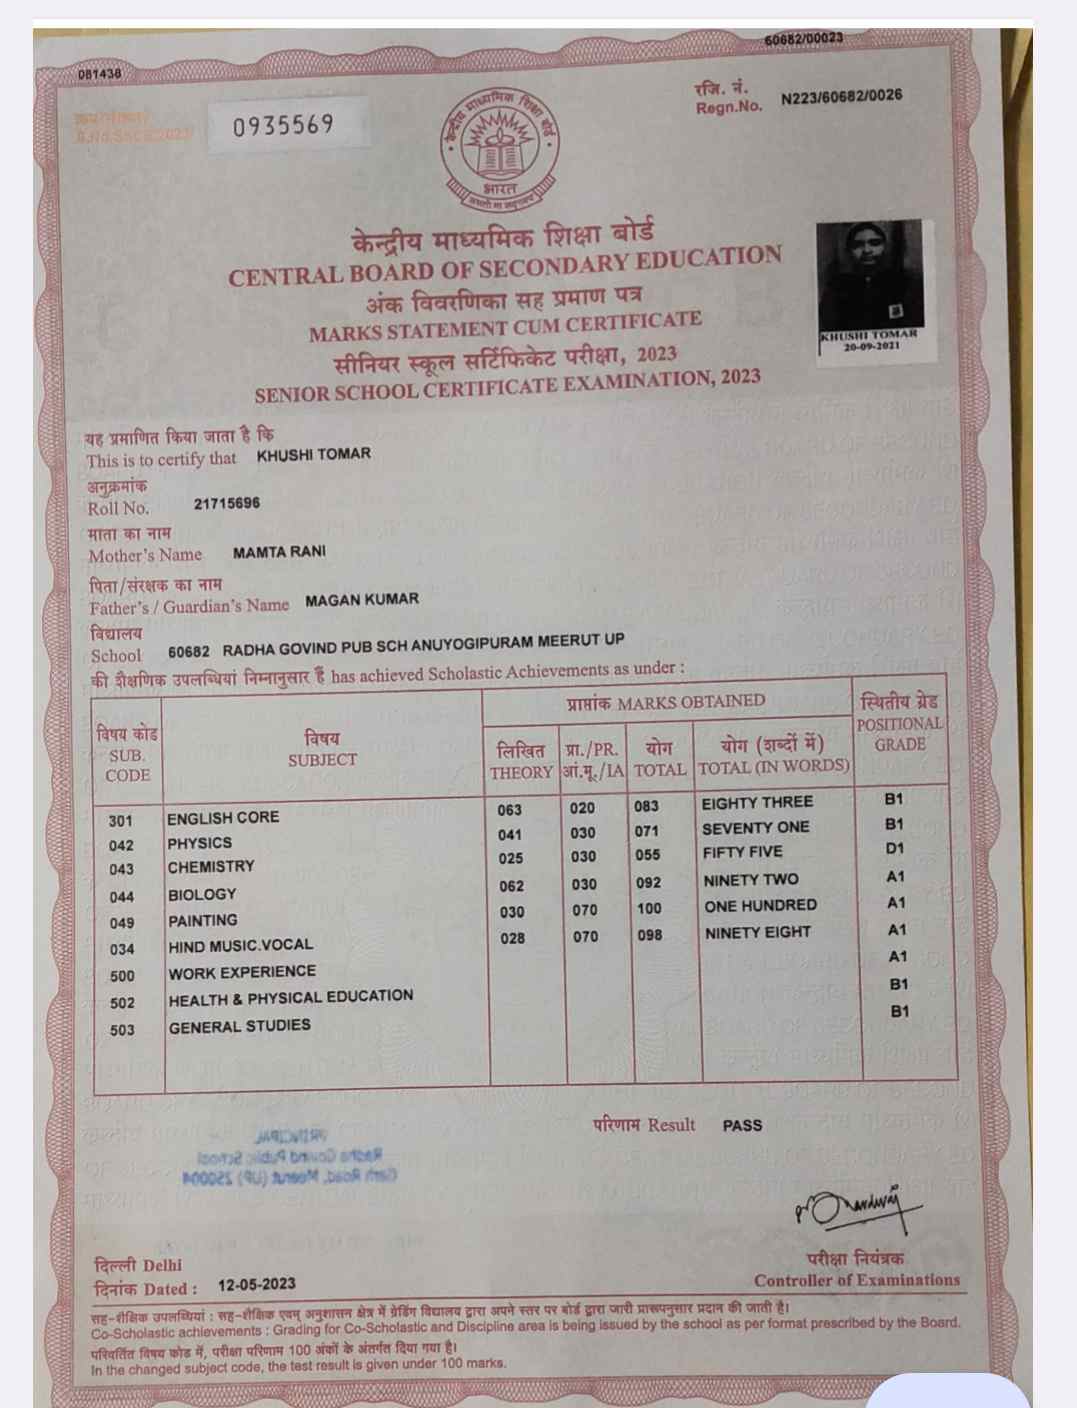 60682/00023
081438
रजि. नं.
Regn.No. N223/60682/0026
0935569
केन्द्रीय माध्यमिक शिक्षा बोर्ड
भारत
केन्द्रीय माध्यमिक शिक्षा बोर्ड
CENTRAL BOARD OF SECONDARY EDUCATION
अंक विवरणिका सह प्रमाण पत्र
MARKS STATEMENT CUM CERTIFICATE
सीनियर स्कूल सर्टिफिकेट परीक्षा, 2023
SENIOR SCHOOL CERTIFICATE EXAMINATION, 2023
KHUSHI TOMAR
20-09-2021
यह प्रमाणित किया जाता है कि
This is to certify that KHUSHI TOMAR
अनुक्रमांक
Roll No. 21715696
माता का नाम
Mother's Name MAMTA RANI
पिता/संरक्षक का नाम
Father's / Guardian's Name MAGAN KUMAR
विद्यालय
School 60682 RADHA GOVIND PUB SCH ANUYOGIPURAM MEERUT UP
की शैक्षणिक उपलब्धियां निम्नानुसार हैं has achieved Scholastic Achievements as under :
विषय कोड
SUB.
CODE
विषय
SUBJECT
प्राप्तांक MARKS OBTAINED
लिखित
THEORY
प्रा./PR.
आं.मू./IA
योग
TOTAL
योग (शब्दों में)
TOTAL (IN WORDS)
स्थितीय ग्रेड
POSITIONAL
GRADE
301 ENGLISH CORE 063 020 083 EIGHTY THREE B1
042 PHYSICS 041 030 071 SEVENTY ONE B1
043 CHEMISTRY 025 030 055 FIFTY FIVE D1
044 BIOLOGY 062 030 092 NINETY TWO A1
049 PAINTING 030 070 100 ONE HUNDRED A1
034 HIND MUSIC.VOCAL 028 070 098 NINETY EIGHT A1
500 WORK EXPERIENCE A1
502 HEALTH & PHYSICAL EDUCATION B1
503 GENERAL STUDIES B1
परिणाम Result PASS
PRINCIPAL
Radha Govind Public School
Garh Road, Meerut (UP) 250004
परीक्षा नियंत्रक
Controller of Examinations
दिल्ली Delhi
दिनांक Dated : 12-05-2023
सह-शैक्षिक उपलब्धियां : सह-शैक्षिक एवम् अनुशासन क्षेत्र में ग्रेडिंग विद्यालय द्वारा अपने स्तर पर बोर्ड द्वारा जारी प्रारूपनुसार प्रदान की जाती है।
Co-Scholastic achievements : Grading for Co-Scholastic and Discipline area is being issued by the school as per format prescribed by the Board.
परिवर्तित विषय कोड में, परीक्षा परिणाम 100 अंकों के अंतर्गत दिया गया है।
In the changed subject code, the test result is given under 100 marks.